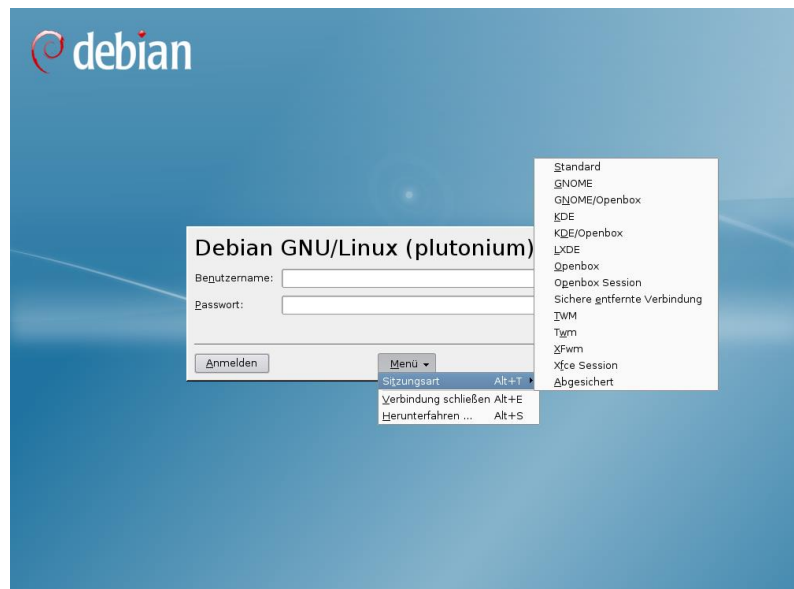 debian
Debian GNU/Linux (plutonium)
Benutzername:
Passwort:
Anmelden
Menü
Sitzungsart Alt+T
Verbindung schließen Alt+E
Herunterfahren ... Alt+S
Standard
GNOME
GNOME/Openbox
KDE
KDE/Openbox
LXDE
Openbox
Openbox Session
Sichere entfernte Verbindung
TWM
Twm
XFwm
Xfce Session
Abgesichert